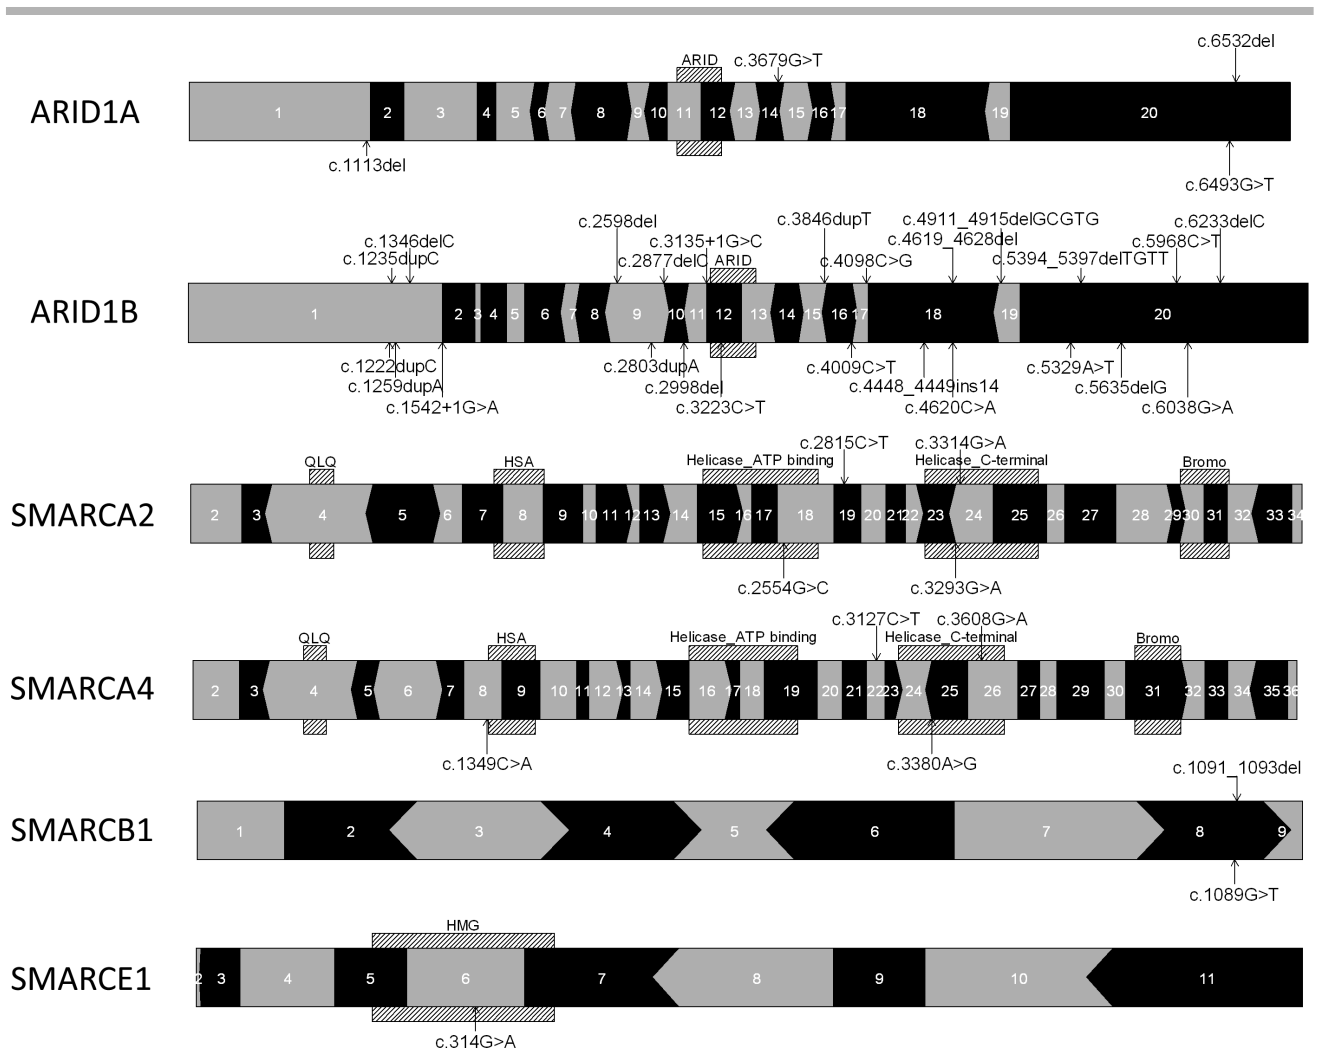 c.6532del
ARID c.3679G>T
ARID1A 1 2 3 4 5 6 7 8 9 10 11 12 13 14 15 16 17 18 19 20
c.1113del
c.6493G>T
c.2598del c.3846dupT c.4911_4915delGCGTG c.6233delC
c.1346delC c.3135+1G>C c.4619_4628del c.5968C>T
c.1235dupC c.2877delC ARID c.4098C>G c.5394_5397delTGTT
ARID1B 1 2 3 4 5 6 7 8 9 10 11 12 13 14 15 16 17 18 19 20
c.1222dupC c.2803dupA c.4009C>T c.5329A>T
c.1259dupA c.2998del c.4448_4449ins14 c.5635delG
c.1542+1G>A c.3223C>T c.4620C>A c.6038G>A
c.2815C>T c.3314G>A
QLQ HSA Helicase_ATP binding Helicase_C-terminal Bromo
SMARCA2 2 3 4 5 6 7 8 9 10 11 12 13 14 15 16 17 18 19 20 21 22 23 24 25 26 27 28 29 30 31 32 33 34
c.2554G>C c.3293G>A
c.3127C>T c.3608G>A
QLQ HSA Helicase_ATP binding Helicase_C-terminal Bromo
SMARCA4 2 3 4 5 6 7 8 9 10 11 12 13 14 15 16 17 18 19 20 21 22 23 24 25 26 27 28 29 30 31 32 33 34 35 36
c.1349C>A c.3380A>G
c.1091_1093del
SMARCB1 1 2 3 4 5 6 7 8 9
c.1089G>T
HMG
SMARCE1 2 3 4 5 6 7 8 9 10 11
c.314G>A